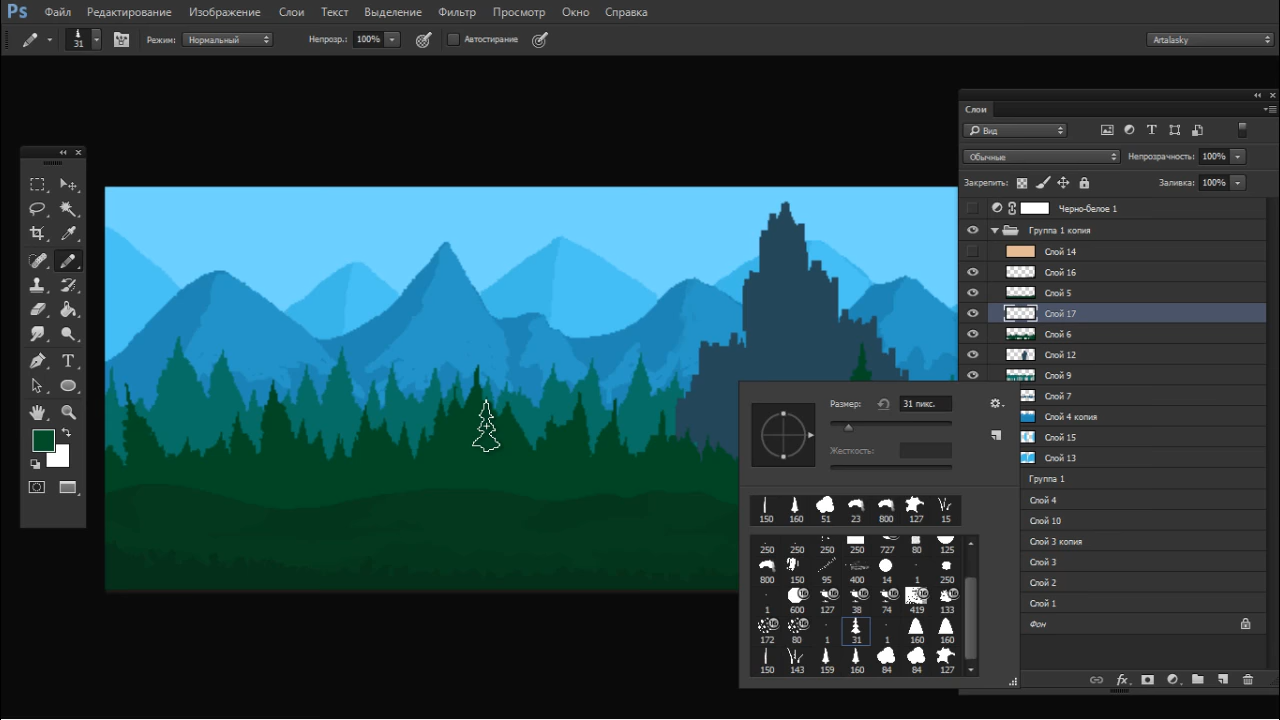 Ps Файл Редактирование Изображение Слои Текст Выделение Фильтр Просмотр Окно Справка
31 Режим: Нормальный Непрозр.: 100% Автостирание Artalasky
Слои
Вид
Обычные Непрозрачность: 100%
Закрепить: Заливка: 100%
Черно-белое 1
Группа 1 копия
Слой 14
Слой 16
Слой 5
Слой 17
Слой 6
Слой 12
Слой 9
Слой 7
Слой 4 копия
Слой 15
Слой 13
Группа 1
Слой 4
Слой 10
Слой 3 копия
Слой 3
Слой 2
Слой 1
Фон
fx
T
Размер: 31 пикс.
Жесткость:
150 160 51 23 800 127 15
250 250 250 250 727 80 125
800 150 95 400 14 1 250
1 600 127 38 74 419 133
172 80 1 31 1 160 160
150 143 159 160 84 84 127